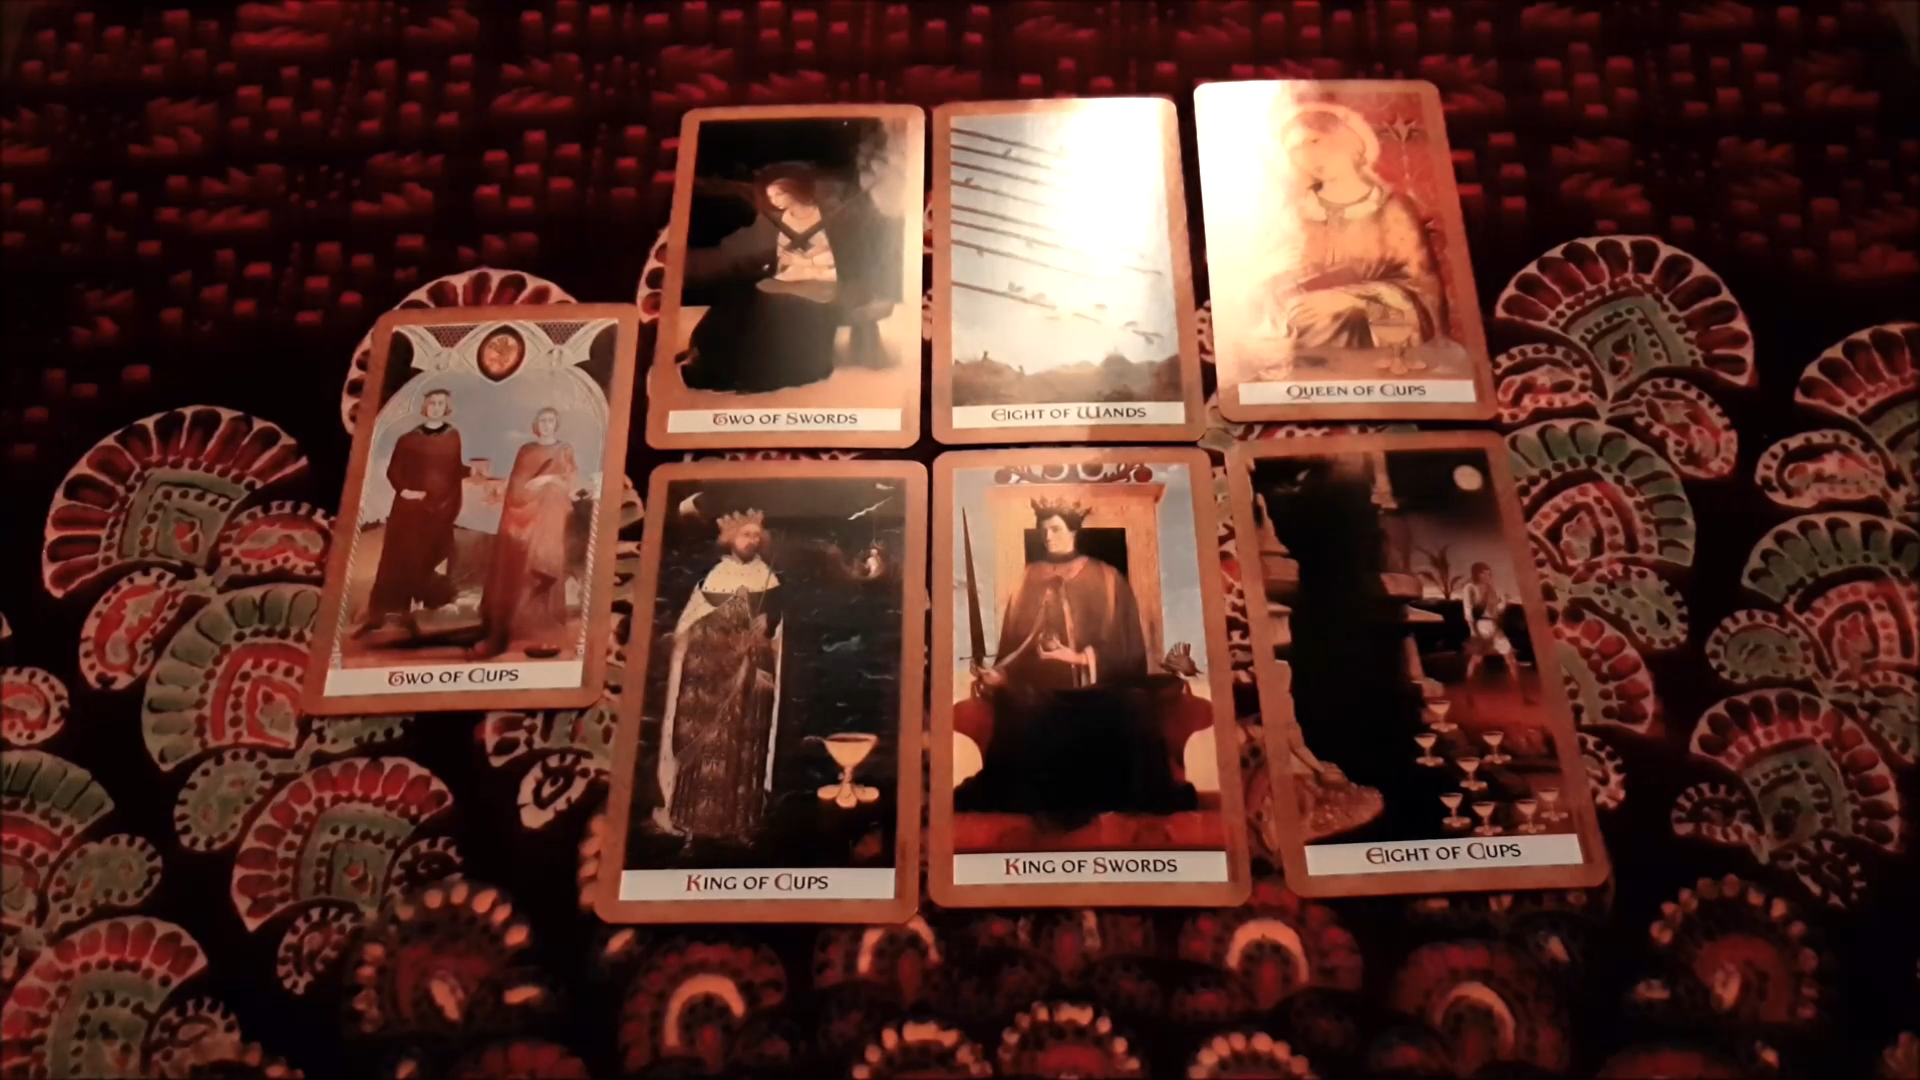 Two of Swords
Eight of Wands
Queen of Cups
Two of Cups
King of Cups
King of Swords
Eight of Cups